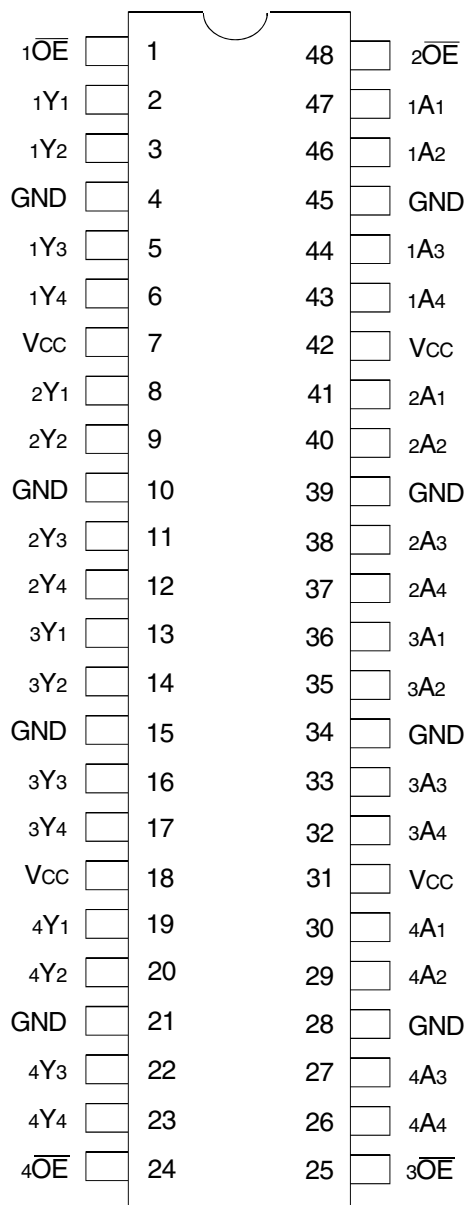 1O̅E̅ 1 48 2O̅E̅
1Y1 2 47 1A1
1Y2 3 46 1A2
GND 4 45 GND
1Y3 5 44 1A3
1Y4 6 43 1A4
VCC 7 42 VCC
2Y1 8 41 2A1
2Y2 9 40 2A2
GND 10 39 GND
2Y3 11 38 2A3
2Y4 12 37 2A4
3Y1 13 36 3A1
3Y2 14 35 3A2
GND 15 34 GND
3Y3 16 33 3A3
3Y4 17 32 3A4
VCC 18 31 VCC
4Y1 19 30 4A1
4Y2 20 29 4A2
GND 21 28 GND
4Y3 22 27 4A3
4Y4 23 26 4A4
4O̅E̅ 24 25 3O̅E̅